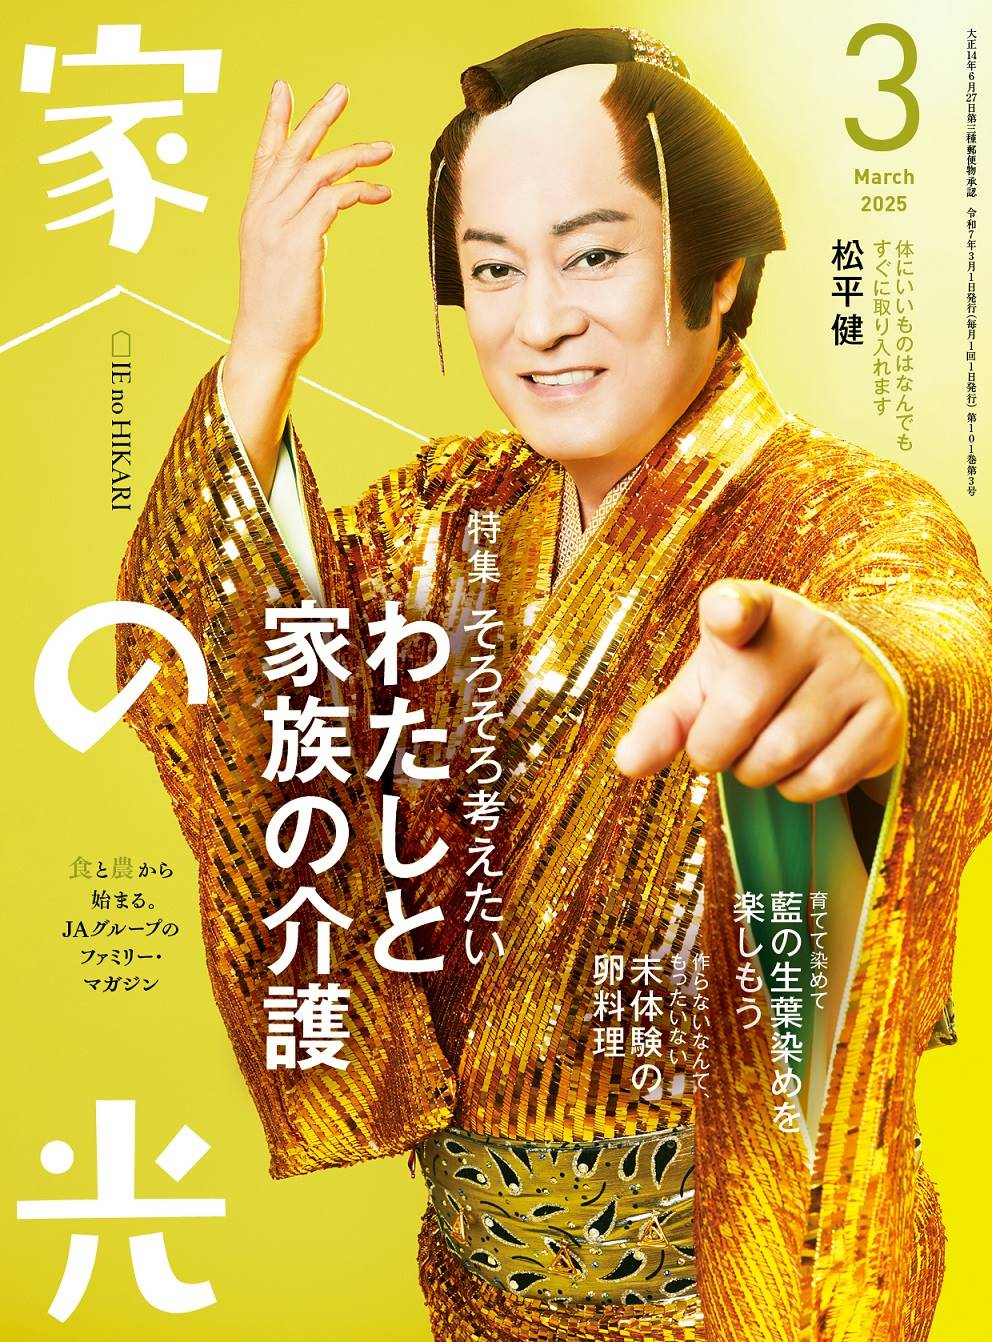 家の光
IE no HIKARI
3
March
2025
大正14年6月27日第三種郵便物承認 令和7年3月1日発行(毎月1回1日発行) 第101巻第3号
体にいいものはなんでも
すぐに取り入れます
松平 健
特集 そろそろ考えたい
わたしと
家族の介護
育てて染めて
藍の生葉染めを
楽しもう
作らないなんて、
もったいない
未体験の
卵料理
食と農から
始まる。
JAグループの
ファミリー・
マガジン